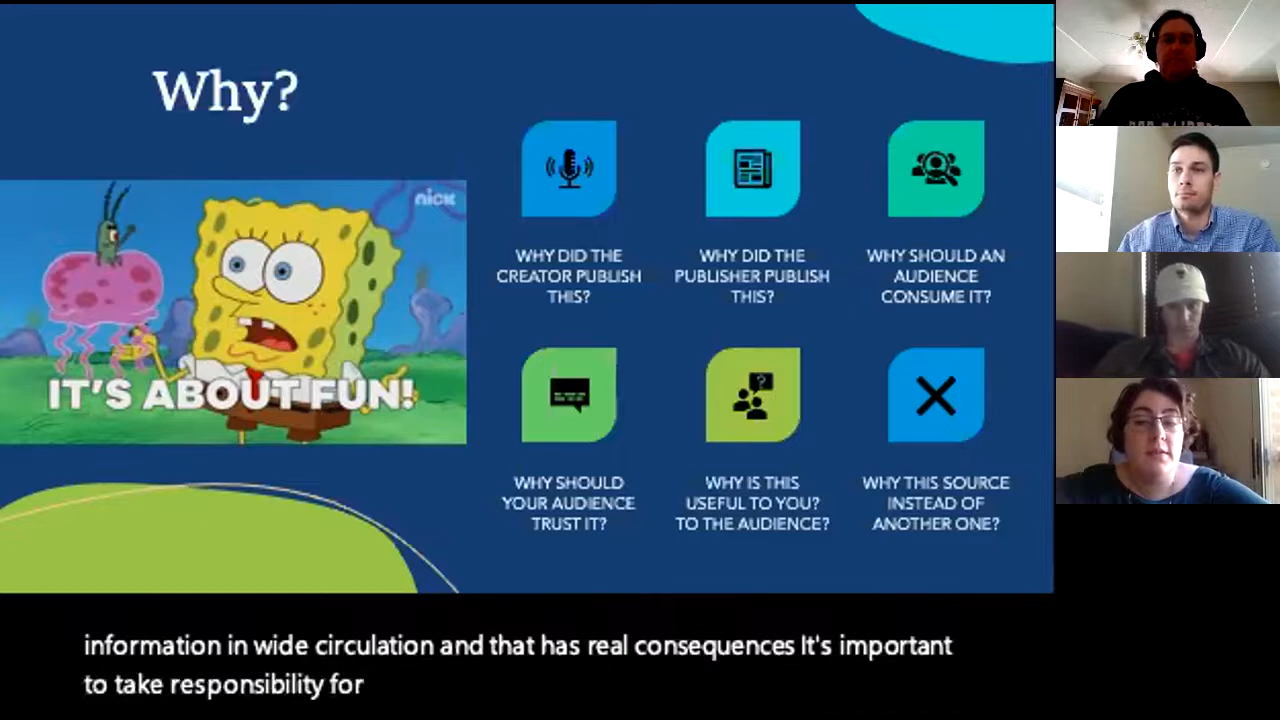 Why?
nick
IT'S ABOUT FUN!
WHY DID THE
CREATOR PUBLISH
THIS?
WHY DID THE
PUBLISHER PUBLISH
THIS?
WHY SHOULD AN
AUDIENCE
CONSUME IT?
WHY SHOULD
YOUR AUDIENCE
TRUST IT?
WHY IS THIS
USEFUL TO YOU?
TO THE AUDIENCE?
WHY THIS SOURCE
INSTEAD OF
ANOTHER ONE?
information in wide circulation and that has real consequences It's important
to take responsibility for